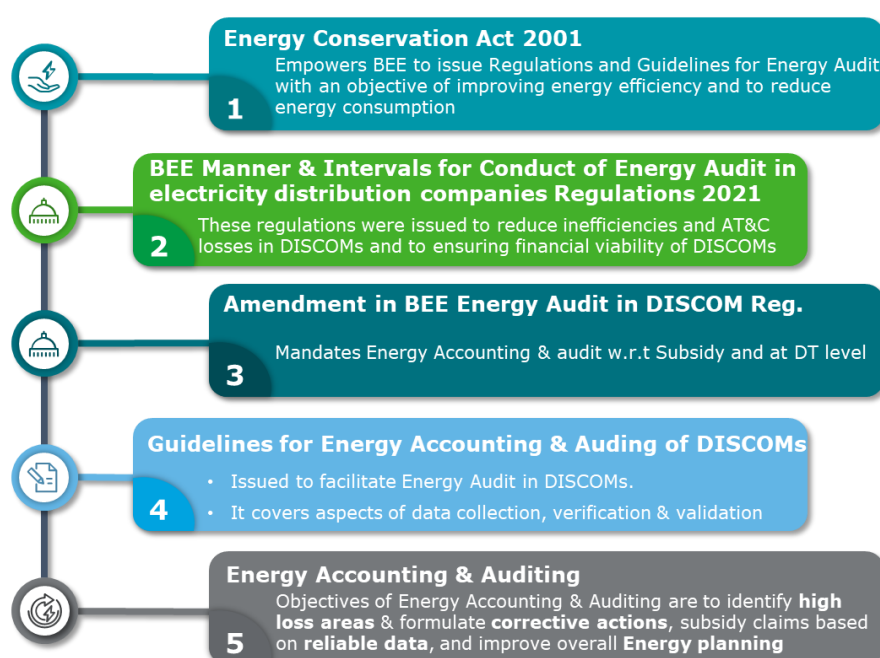 Energy Conservation Act 2001
Empowers BEE to issue Regulations and Guidelines for Energy Audit
with an objective of improving energy efficiency and to reduce
energy consumption
1
BEE Manner & Intervals for Conduct of Energy Audit in
electricity distribution companies Regulations 2021
These regulations were issued to reduce inefficiencies and AT&C
losses in DISCOMs and to ensuring financial viability of DISCOMs
2
Amendment in BEE Energy Audit in DISCOM Reg.
Mandates Energy Accounting & audit w.r.t Subsidy and at DT level
3
Guidelines for Energy Accounting & Auding of DISCOMs
• Issued to facilitate Energy Audit in DISCOMs.
• It covers aspects of data collection, verification & validation
4
Energy Accounting & Auditing
Objectives of Energy Accounting & Auditing are to identify high
loss areas & formulate corrective actions, subsidy claims based
on reliable data, and improve overall Energy planning
5